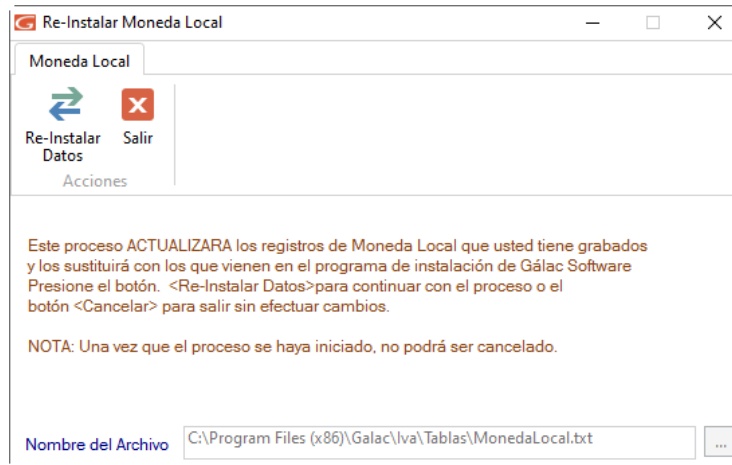 Re-Instalar Moneda Local
Moneda Local
Re-Instalar Datos
Salir
Acciones
Este proceso ACTUALIZARA los registros de Moneda Local que usted tiene grabados
y los sustituirá con los que vienen en el programa de instalación de Gálac Software
Presione el botón.  <Re-Instalar Datos>para continuar con el proceso o el
botón <Cancelar> para salir sin efectuar cambios.
NOTA: Una vez que el proceso se haya iniciado, no podrá ser cancelado.
Nombre del Archivo
C:\Program Files (x86)\Galac\Iva\Tablas\MonedaLocal.txt
...